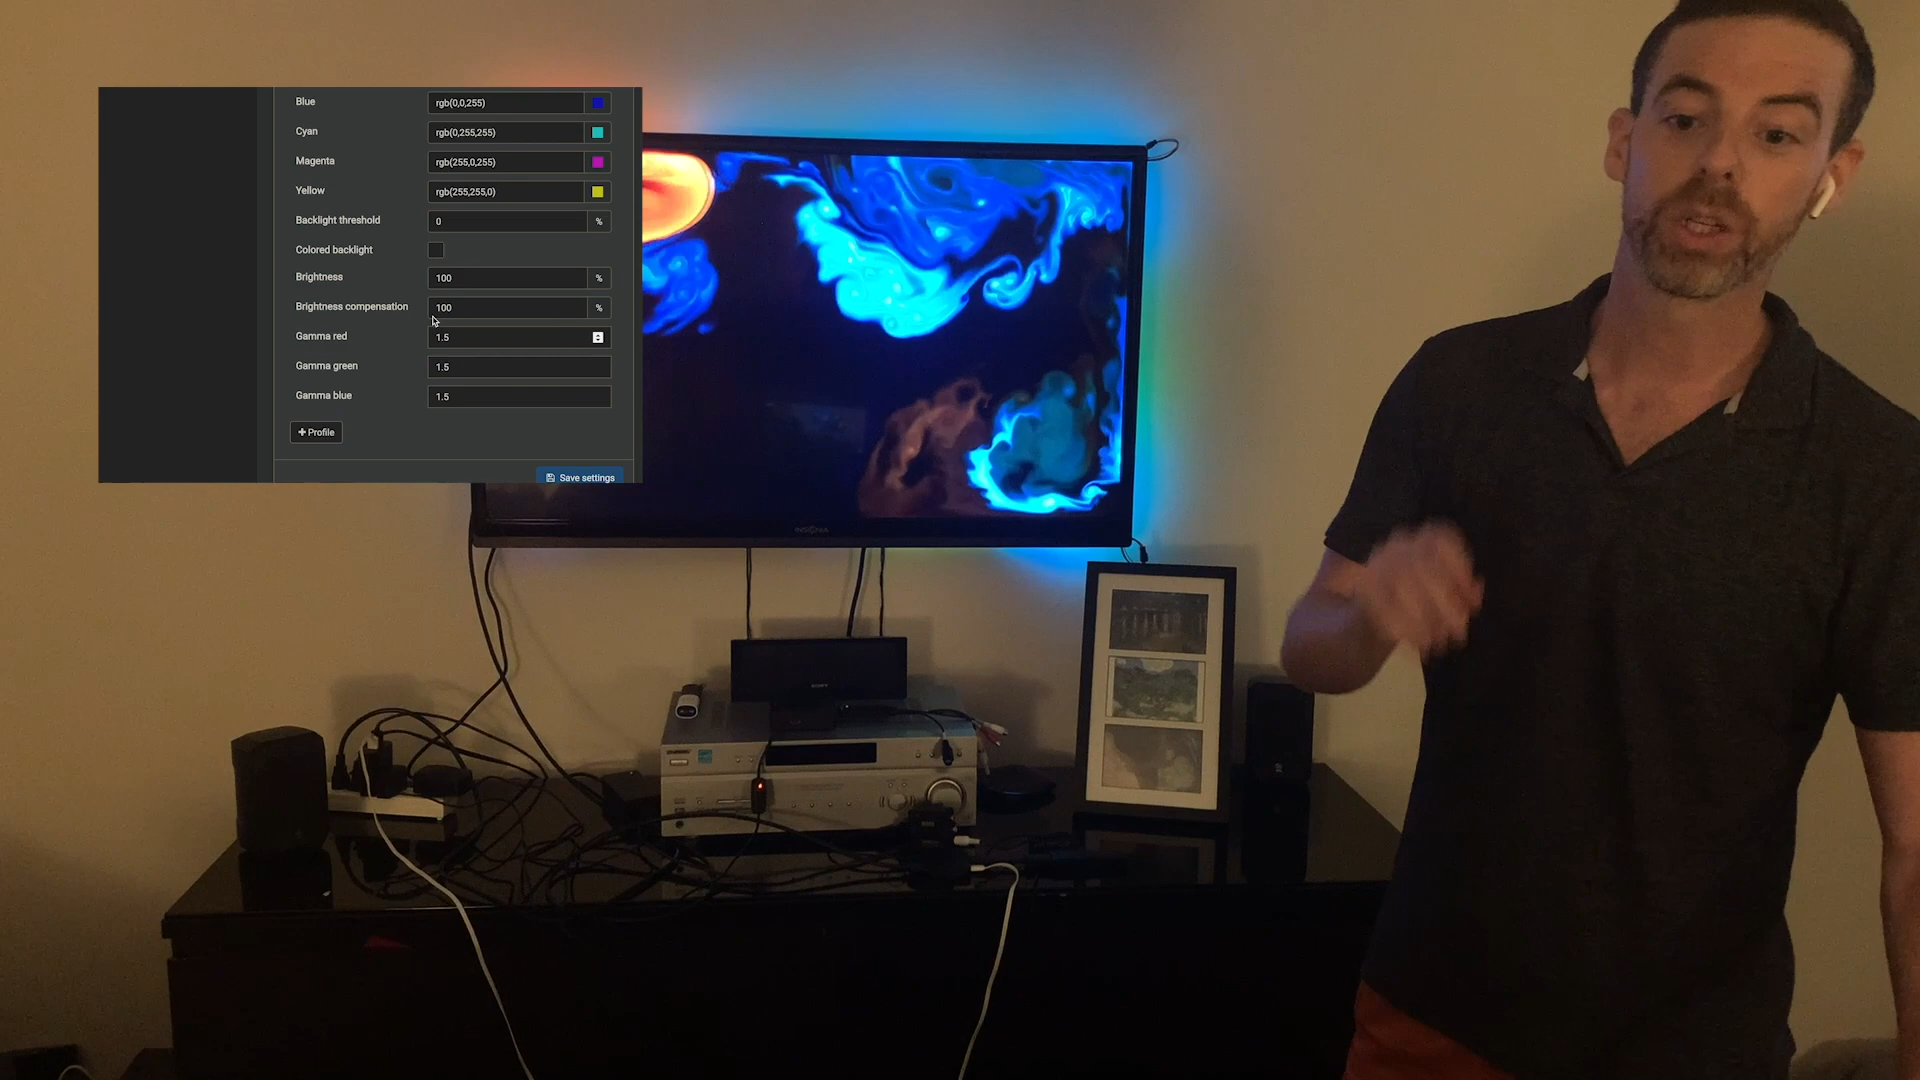 Blue rgb(0,0,255)
Cyan rgb(0,255,255)
Magenta rgb(255,0,255)
Yellow rgb(255,255,0)
Backlight threshold 0 %
Colored backlight
Brightness 100 %
Brightness compensation 100 %
Gamma red 1.5
Gamma green 1.5
Gamma blue 1.5
+ Profile
Save settings
INSIGNIA
SONY